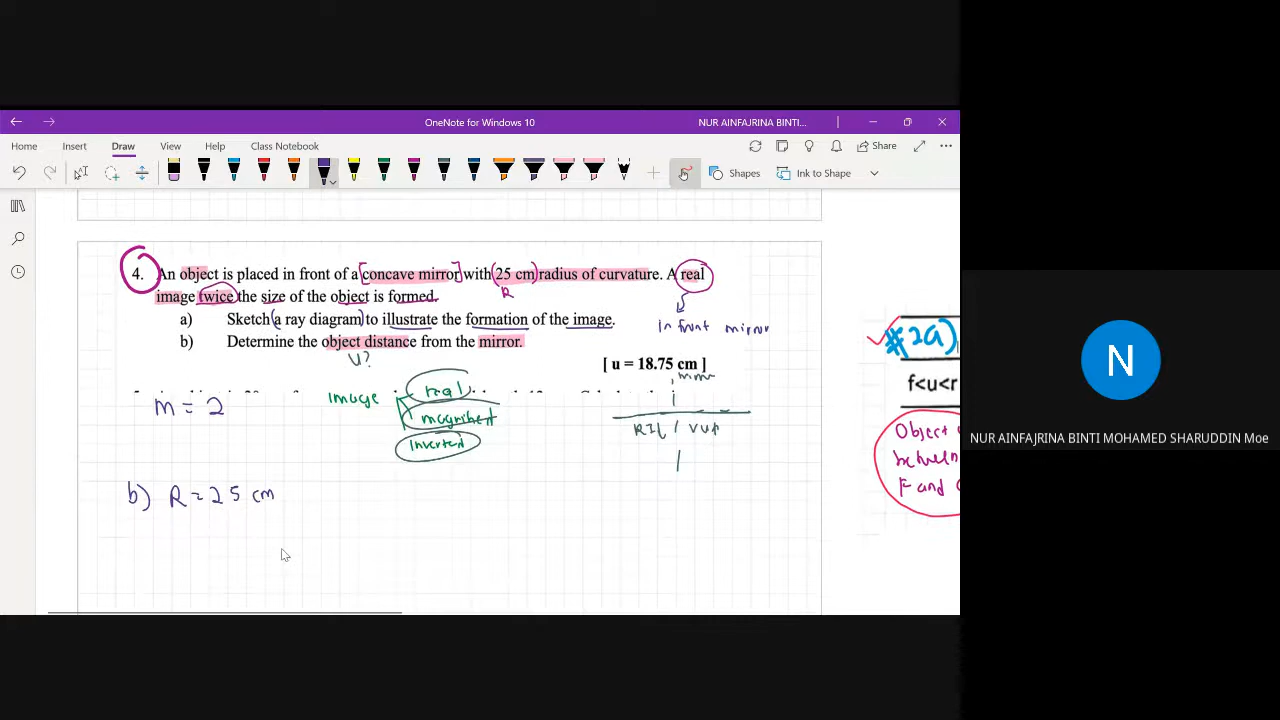 OneNote for Windows 10
NUR AINFAJRINA BINTI...
Home Insert Draw View Help Class Notebook
Share
Shapes Ink to Shape
4. An object is placed in front of a [concave mirror] with (25 cm) radius of curvature. A real
R
image twice the size of the object is formed.
a) Sketch (a ray diagram) to illustrate the formation of the image.
in front mirror
b) Determine the object distance from the mirror.
u?
[ u = 18.75 cm ]
m = 2
image
real
magnified
inverted
mirror
RIL VUP
b) R = 25 cm
#2a)
f<u<r
Object
between
F and
N
NUR AINFAJRINA BINTI MOHAMED SHARUDDIN Moe